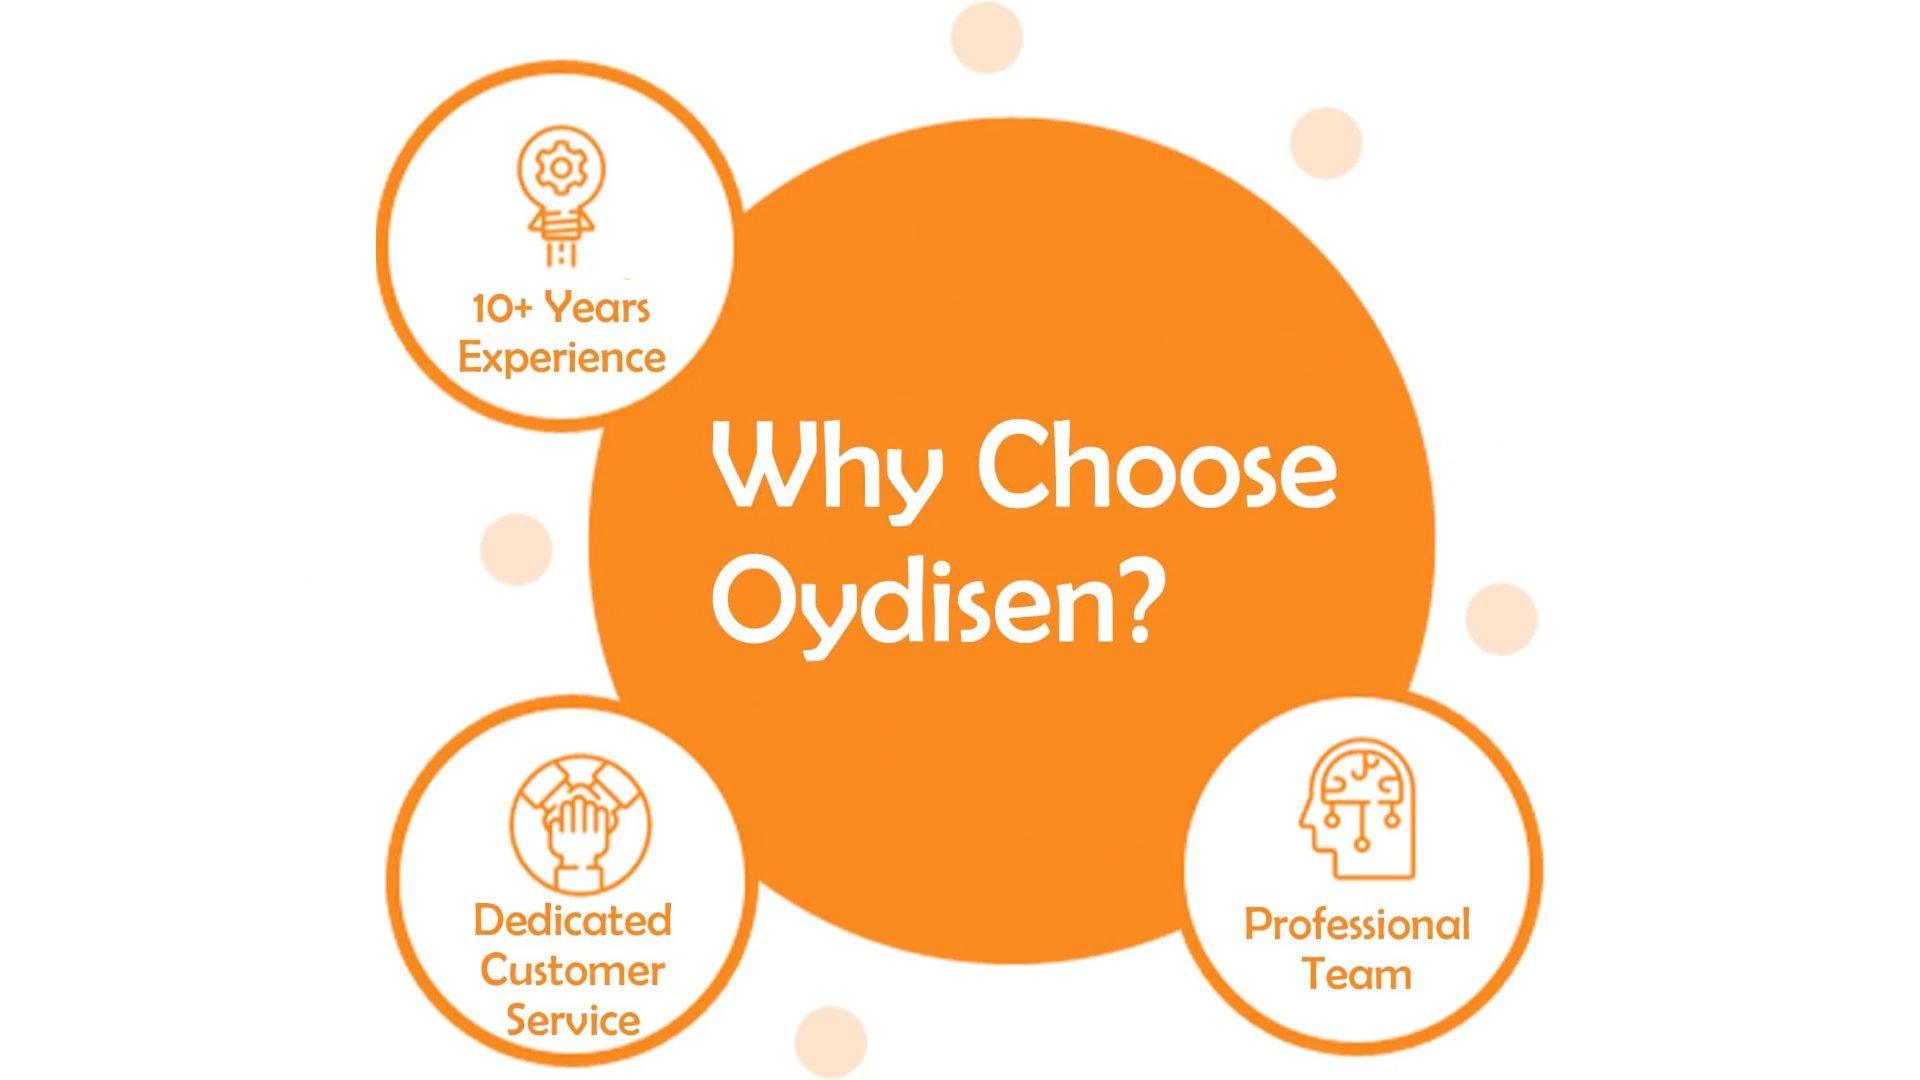 10+ Years
Experience
Why Choose
Oydisen?
Dedicated
Customer
Service
Professional
Team